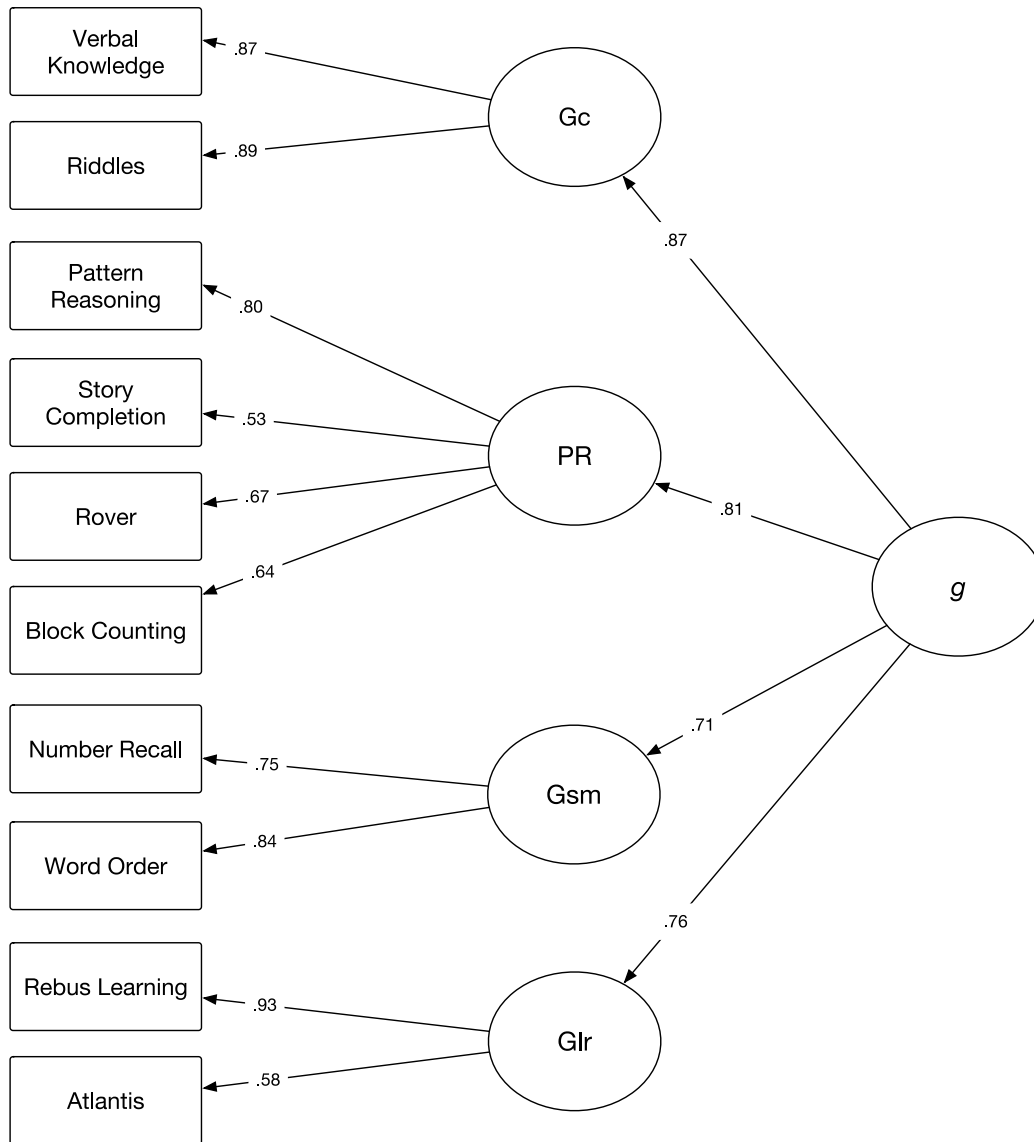 Verbal
Knowledge
.87
Gc
Riddles
.89
.87
Pattern
Reasoning
.80
Story
Completion
.53
PR
Rover
.67
.81
Block Counting
.64
g
Number Recall
.75
.71
Gsm
Word Order
.84
.76
Rebus Learning
.93
Glr
Atlantis
.58